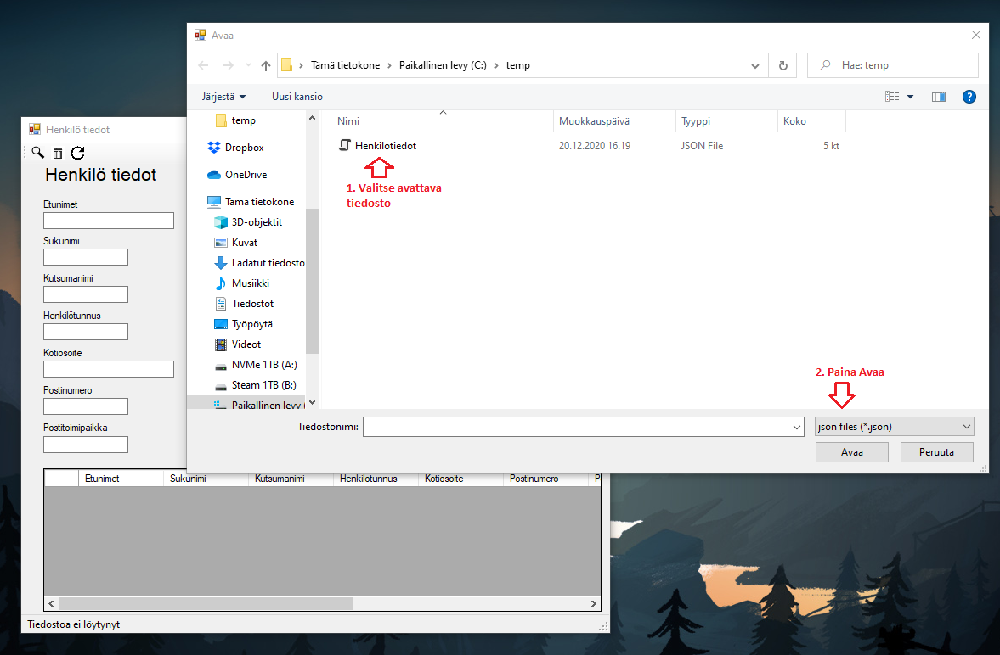 Avaa
Tämä tietokone
Paikallinen levy (C:)
temp
Hae: temp
Järjestä
Uusi kansio
?
temp
Dropbox
OneDrive
Tämä tietokone
3D-objektit
Kuvat
Ladatut tiedosto
Musiikki
Tiedostot
Työpöytä
Videot
NVMe 1TB (A:)
Steam 1TB (B:)
Paikallinen levy (
Nimi
Muokkauspäivä
Tyyppi
Koko
Henkilötiedot
20.12.2020 16.19
JSON File
5 kt
1. Valitse avattava
tiedosto
2. Paina Avaa
Tiedostonimi:
json files (*.json)
Avaa
Peruuta
Henkilö tiedot
Henkilö tiedot
Etunimet
Sukunimi
Kutsumanimi
Henkilötunnus
Kotiosoite
Postinumero
Postitoimipaikka
Etunimet
Sukunimi
Kutsumanimi
Henkilötunnus
Kotiosoite
Postinumero
P
Tiedostoa ei löytynyt